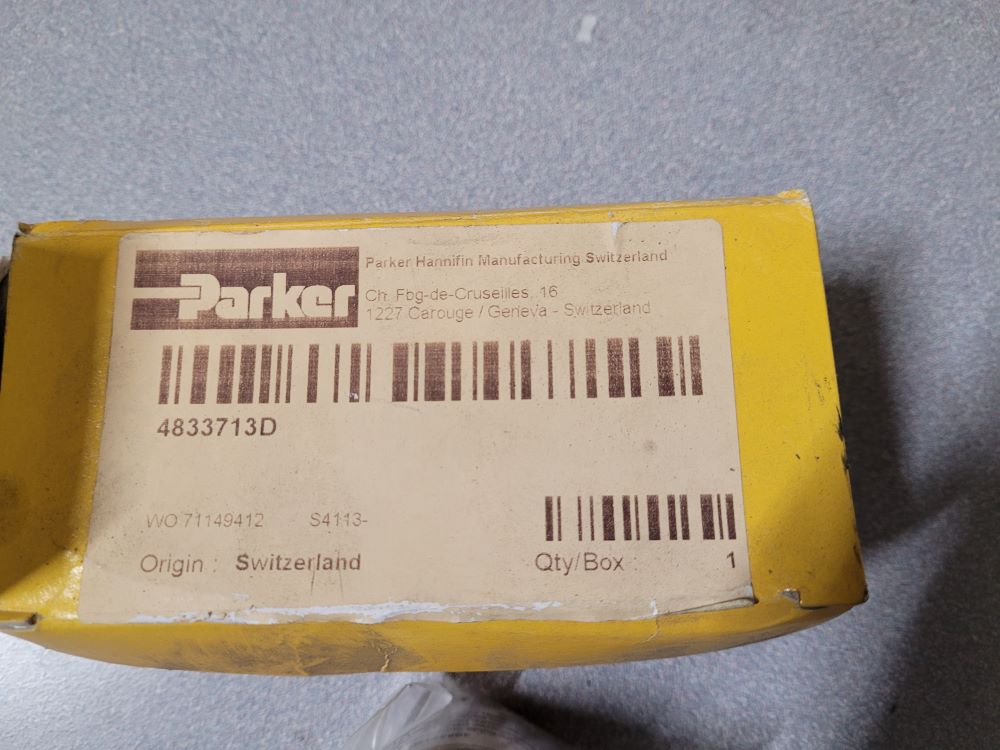 Parker
Parker Hannifin Manufacturing Switzerland
Ch. Fbg-de-Cruseilles, 16
1227 Carouge / Geneva - Switzerland
4833713D
WO 71149412 S4113-
Origin : Switzerland
Qty/Box : 1